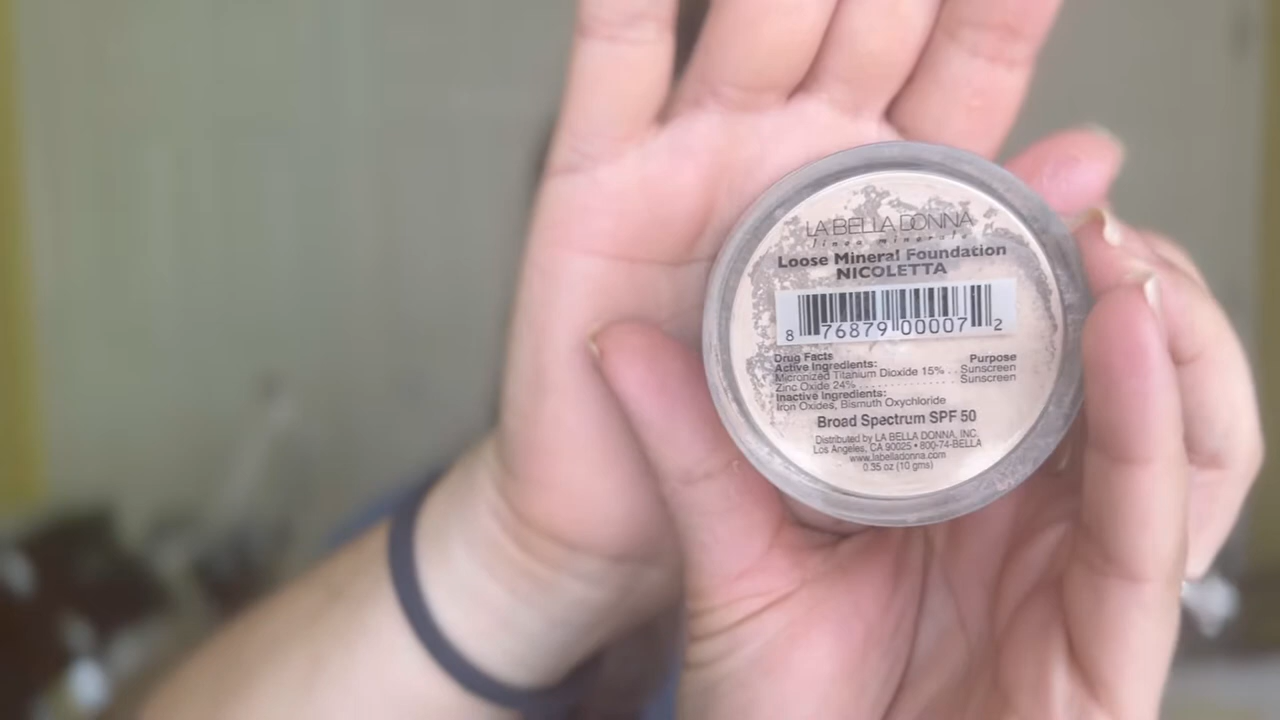 LA BELLA DONNA
linea minerale
Loose Mineral Foundation
NICOLETTA
8 76879 00007 2
Drug Facts
Active Ingredients: Purpose
Micronized Titanium Dioxide 15% . . Sunscreen
Zinc Oxide 24% . . . . . . . . . . . . . . . . Sunscreen
Inactive Ingredients:
Iron Oxides, Bismuth Oxychloride
Broad Spectrum SPF 50
Distributed by LA BELLA DONNA, INC.
Los Angeles, CA 90025 • 800-74-BELLA
www.labelladonna.com
0.35 oz (10 gms)